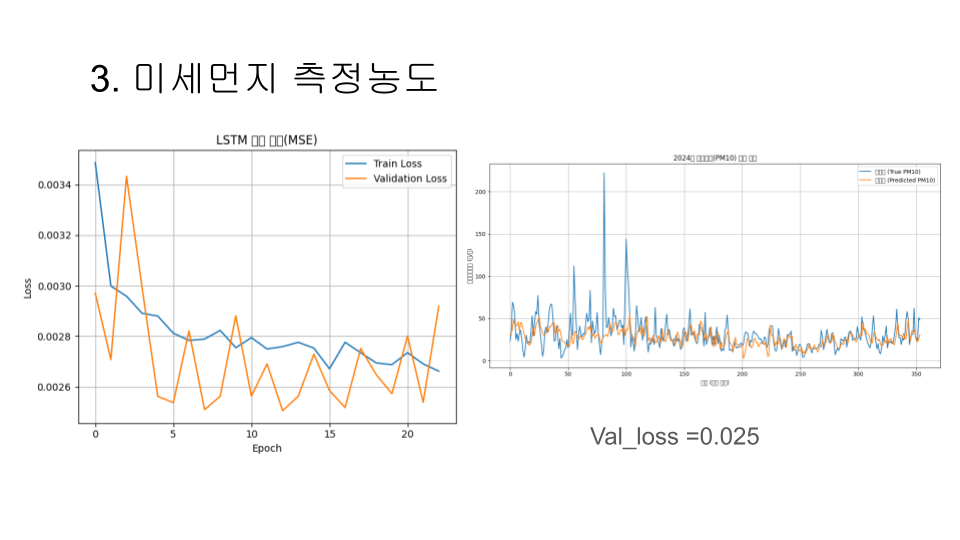 3. 미세먼지 측정농도
LSTM (MSE)
Train Loss
Validation Loss
0.0034
0.0032
0.0030
0.0028
0.0026
Loss
0 5 10 15 20
Epoch
2024 (PM10)
(True PM10)
(Predicted PM10)
200
150
100
50
0
0 50 100 150 200 250 300 350
Val_loss =0.025